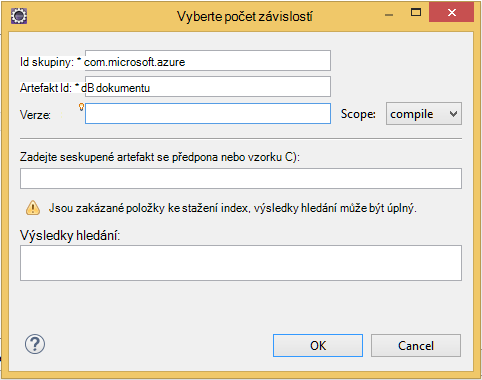 Vyberte počet závislostí
Id skupiny: * com.microsoft.azure
Artefakt Id: * dB dokumentu
Verze: Scope: compile
Zadejte seskupené artefakt se předpona nebo vzorku C):
Jsou zakázané položky ke stažení index, výsledky hledání může být úplný.
Výsledky hledání:
OK Cancel